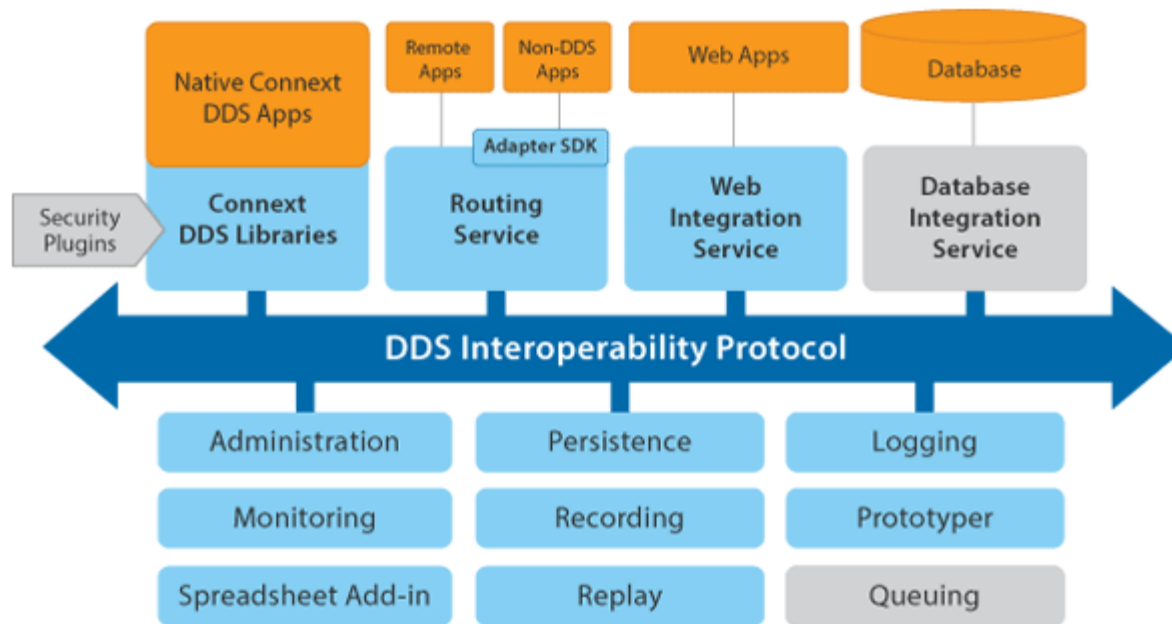 Native Connext
DDS Apps
Remote
Apps
Non-DDS
Apps
Web Apps
Database
Adapter SDK
Security
Plugins
Connext
DDS Libraries
Routing
Service
Web
Integration
Service
Database
Integration
Service
DDS Interoperability Protocol
Administration
Persistence
Logging
Monitoring
Recording
Prototyper
Spreadsheet Add-in
Replay
Queuing